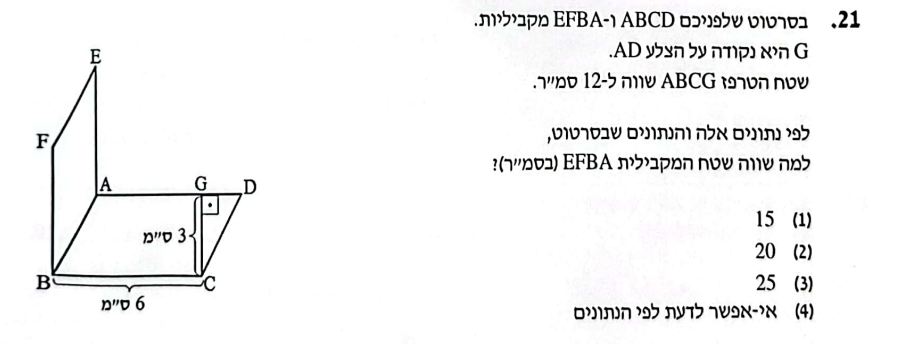 21. בסרטוט שלפניכם ABCD ו-EFBA מקביליות.
G היא נקודה על הצלע AD.
שטח הטרפז ABCG שווה ל-12 סמ"ר.
לפי נתונים אלה והנתונים שבסרטוט,
למה שווה שטח המקבילית EFBA (בסמ"ר)?
(1) 15
(2) 20
(3) 25
(4) אי-אפשר לדעת לפי הנתונים
E
F
A G D
3 ס"מ
B C
6 ס"מ